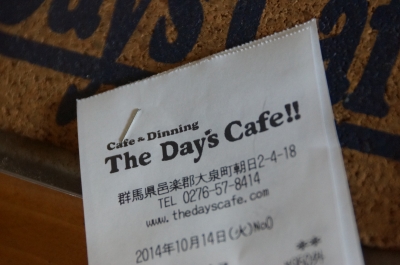 Days Caf
Cafe & Dinning
The Day's Cafe!!
群馬県邑楽郡大泉町朝日2-4-18
TEL 0276-57-8414
www.thedayscafe.com
2014年10月14日(火)No0